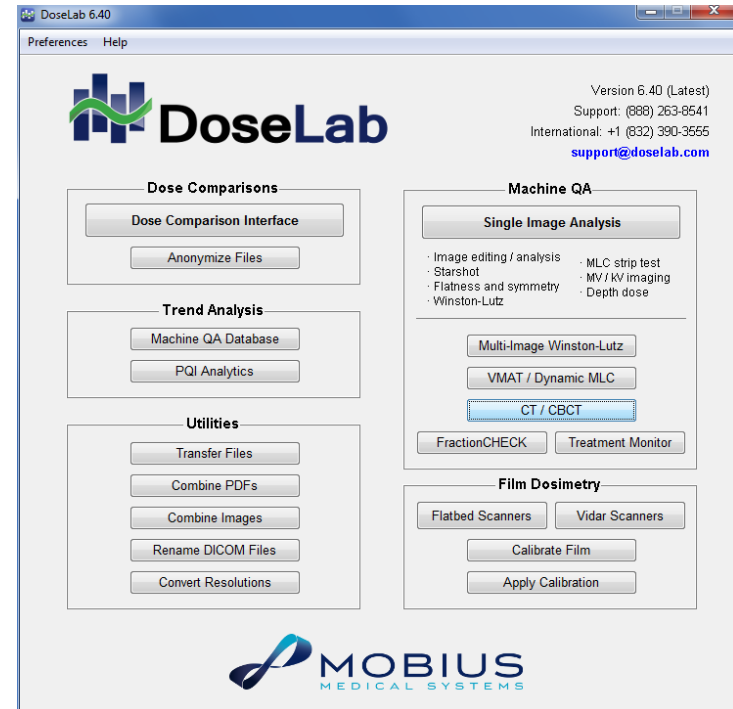 DoseLab 6.40
Preferences Help
DoseLab
Version 6.40 (Latest)
Support: (888) 263-8541
International: +1 (832) 390-3555
support@doselab.com
Dose Comparisons
Dose Comparison Interface
Anonymize Files
Trend Analysis
Machine QA Database
PQI Analytics
Utilities
Transfer Files
Combine PDFs
Combine Images
Rename DICOM Files
Convert Resolutions
Machine QA
Single Image Analysis
· Image editing / analysis
· Starshot
· Flatness and symmetry
· Winston-Lutz
· MLC strip test
· MV / kV imaging
· Depth dose
Multi-Image Winston-Lutz
VMAT / Dynamic MLC
CT / CBCT
FractionCHECK Treatment Monitor
Film Dosimetry
Flatbed Scanners Vidar Scanners
Calibrate Film
Apply Calibration
MOBIUS
MEDICAL SYSTEMS